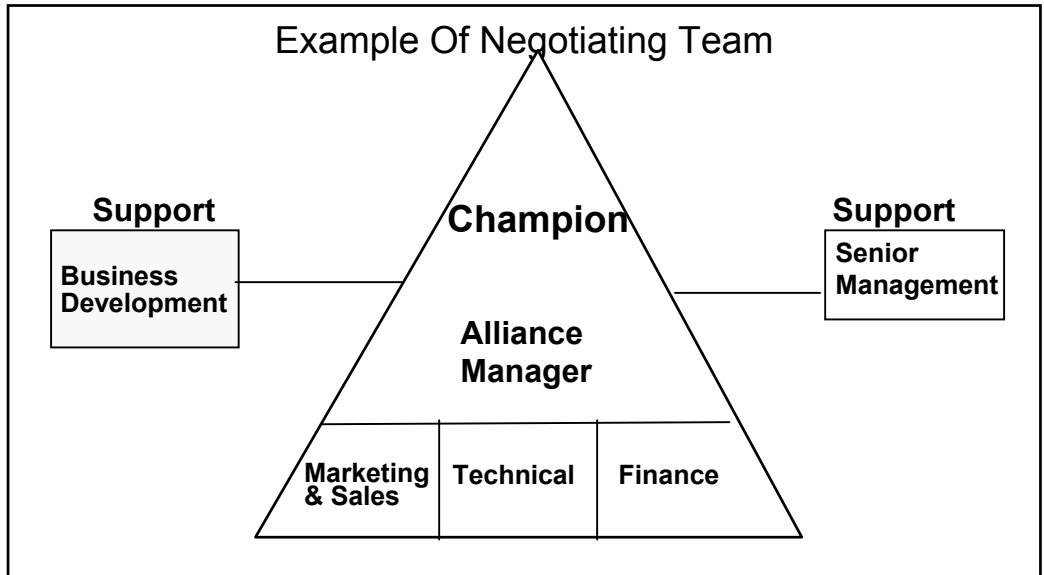 Example Of Negotiating Team
Champion
Support
Business
Development
Support
Senior
Management
Alliance
Manager
Marketing
& Sales
Technical
Finance